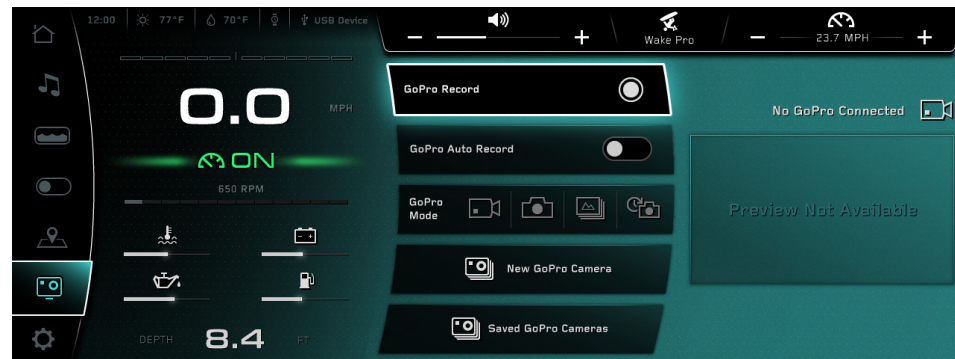 12:00 77°F 70°F USB Device
Wake Pro
23.7 MPH
0.0 MPH
ON
650 RPM
DEPTH 8.4 FT
GoPro Record
GoPro Auto Record
GoPro
Mode
New GoPro Camera
Saved GoPro Cameras
No GoPro Connected
Preview Not Available